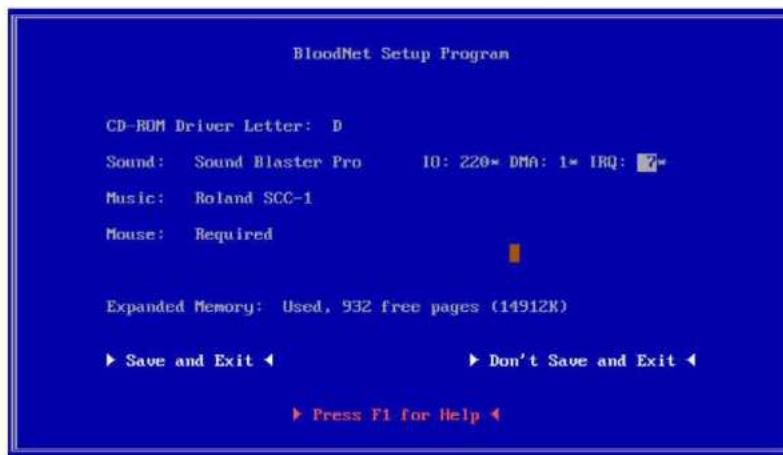 BloodNet Setup Program
CD-ROM Driver Letter: D
Sound: Sound Blaster Pro IO: 220* DMA: 1* IRQ: 7*
Music: Roland SCC-1
Mouse: Required
Expanded Memory: Used, 932 free pages (14912K)
► Save and Exit ◄ ► Don't Save and Exit ◄
► Press F1 for Help ◄